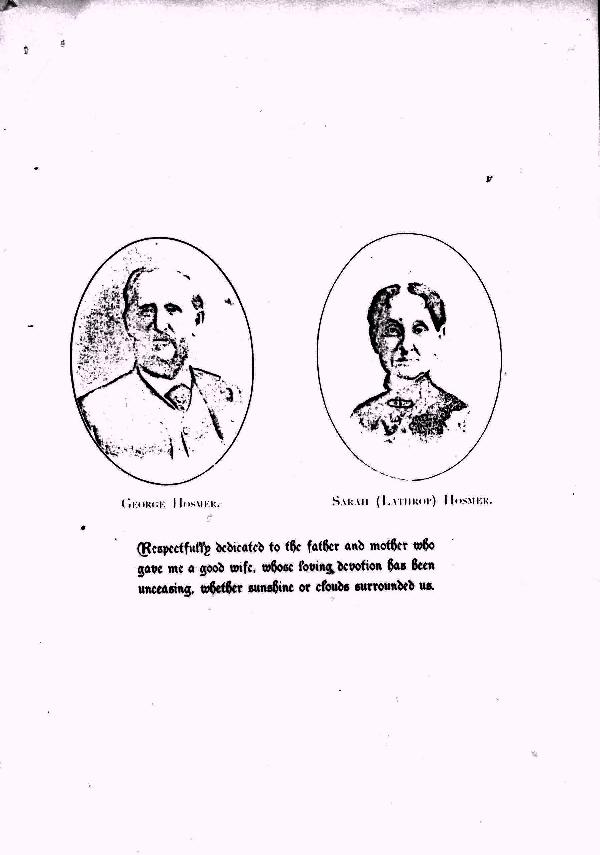 George Hosmer.
Sarah (Lathrop) Hosmer.
Respectfully dedicated to the father and mother who
gave me a good wife, whose loving devotion has been
unceasing, whether sunshine or clouds surrounded us.